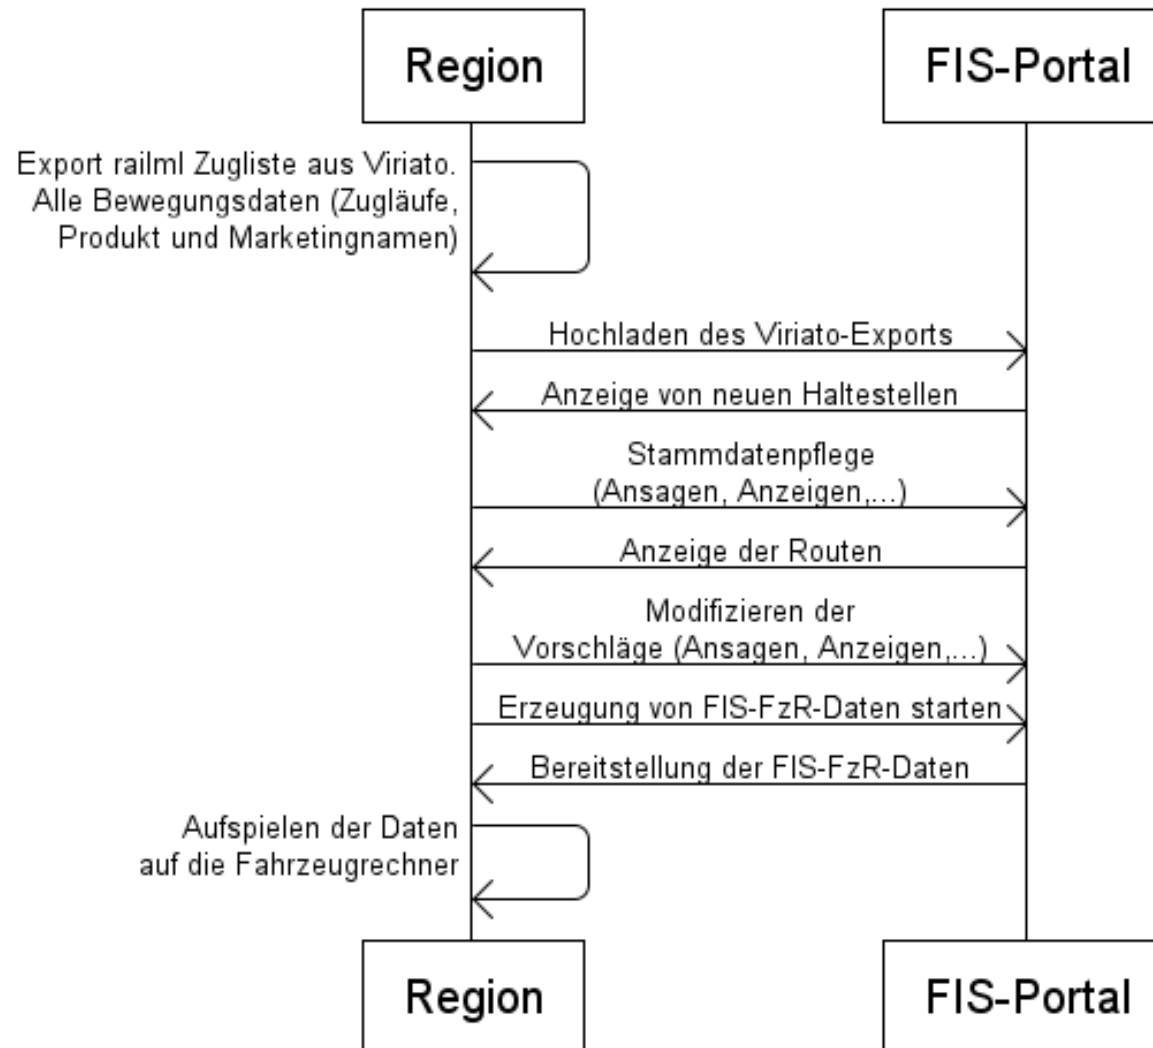 Region
FIS-Portal
Export railml Zugliste aus Viriato.
Alle Bewegungsdaten (Zugläufe,
Produkt und Marketingnamen)
Hochladen des Viriato-Exports
Anzeige von neuen Haltestellen
Stammdatenpflege
(Ansagen, Anzeigen,...)
Anzeige der Routen
Modifizieren der
Vorschläge (Ansagen, Anzeigen,...)
Erzeugung von FIS-FzR-Daten starten
Bereitstellung der FIS-FzR-Daten
Aufspielen der Daten
auf die Fahrzeugrechner
Region
FIS-Portal